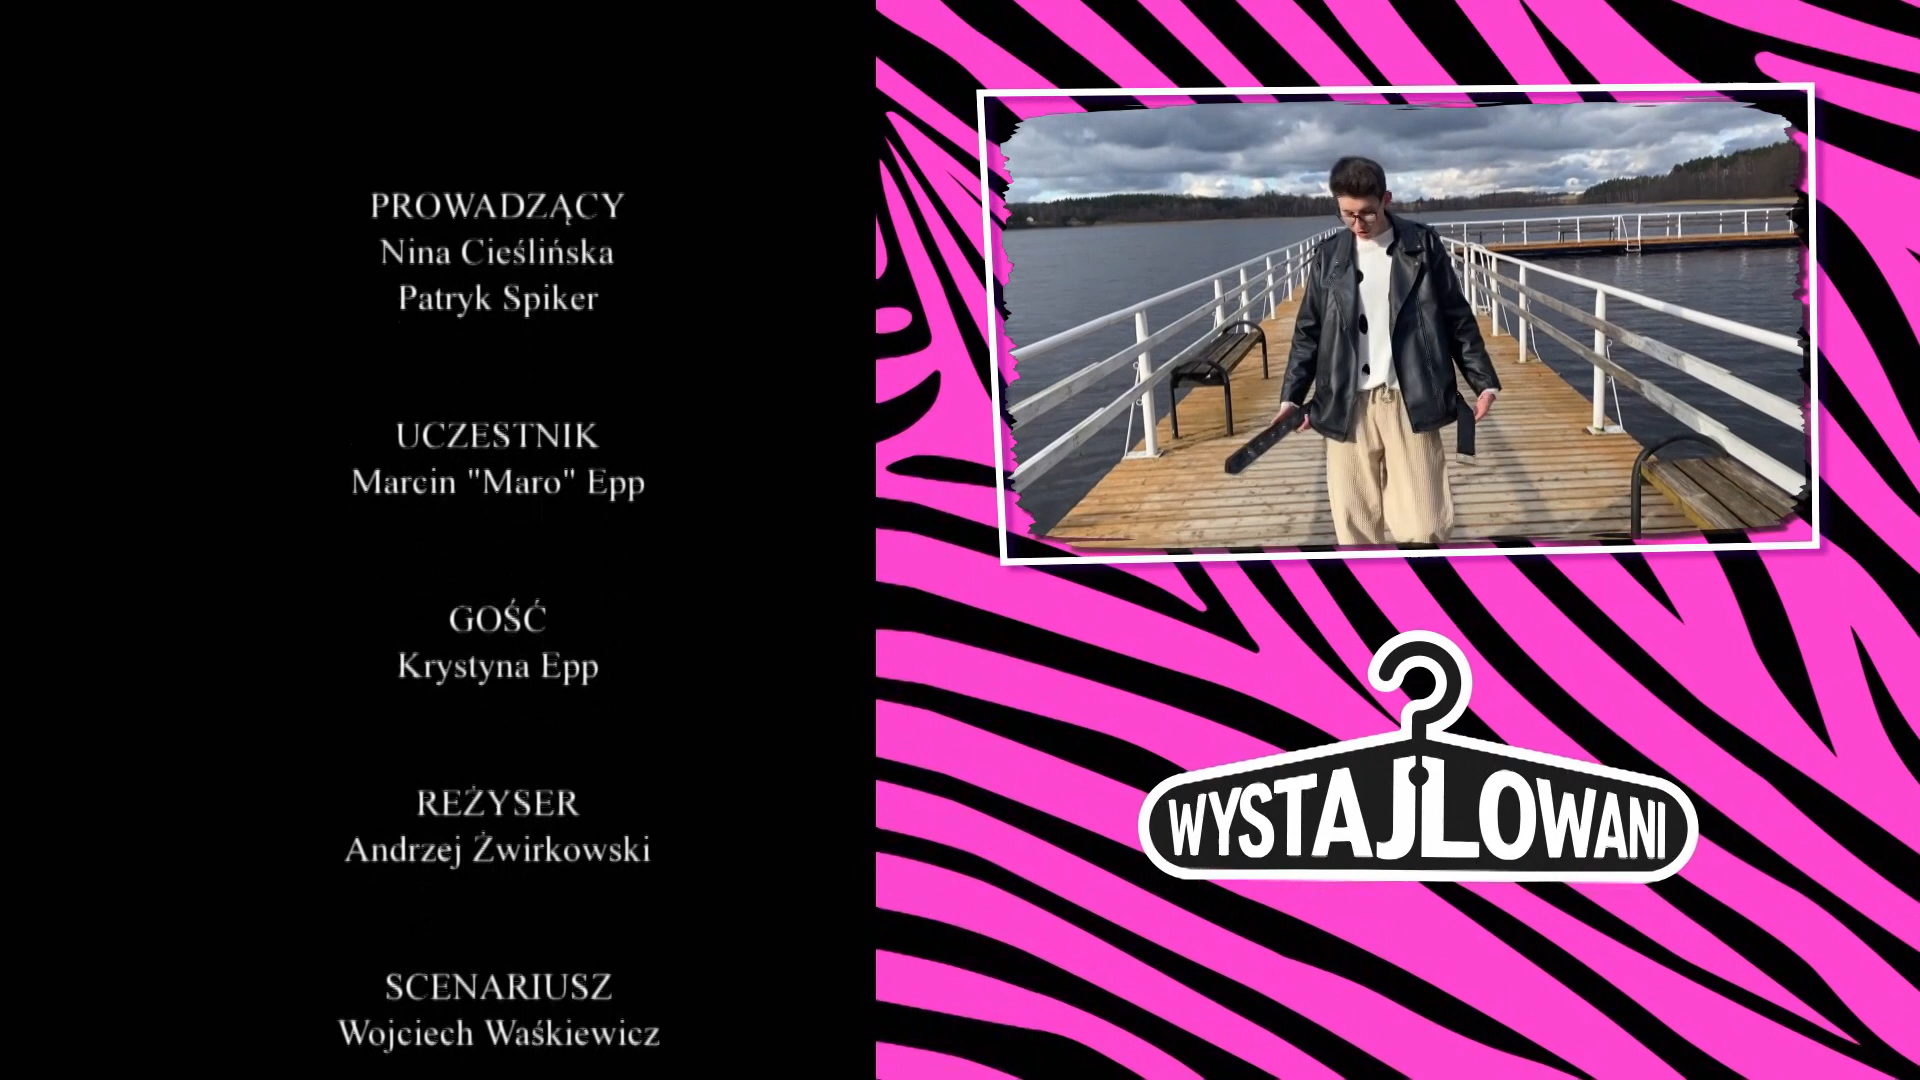 PROWADZĄCY
Nina Cieślińska
Patryk Spiker
UCZESTNIK
Marcin "Maro" Epp
GOŚĆ
Krystyna Epp
REŻYSER
Andrzej Żwirkowski
SCENARIUSZ
Wojciech Waśkiewicz
WYSTAJLOWANI